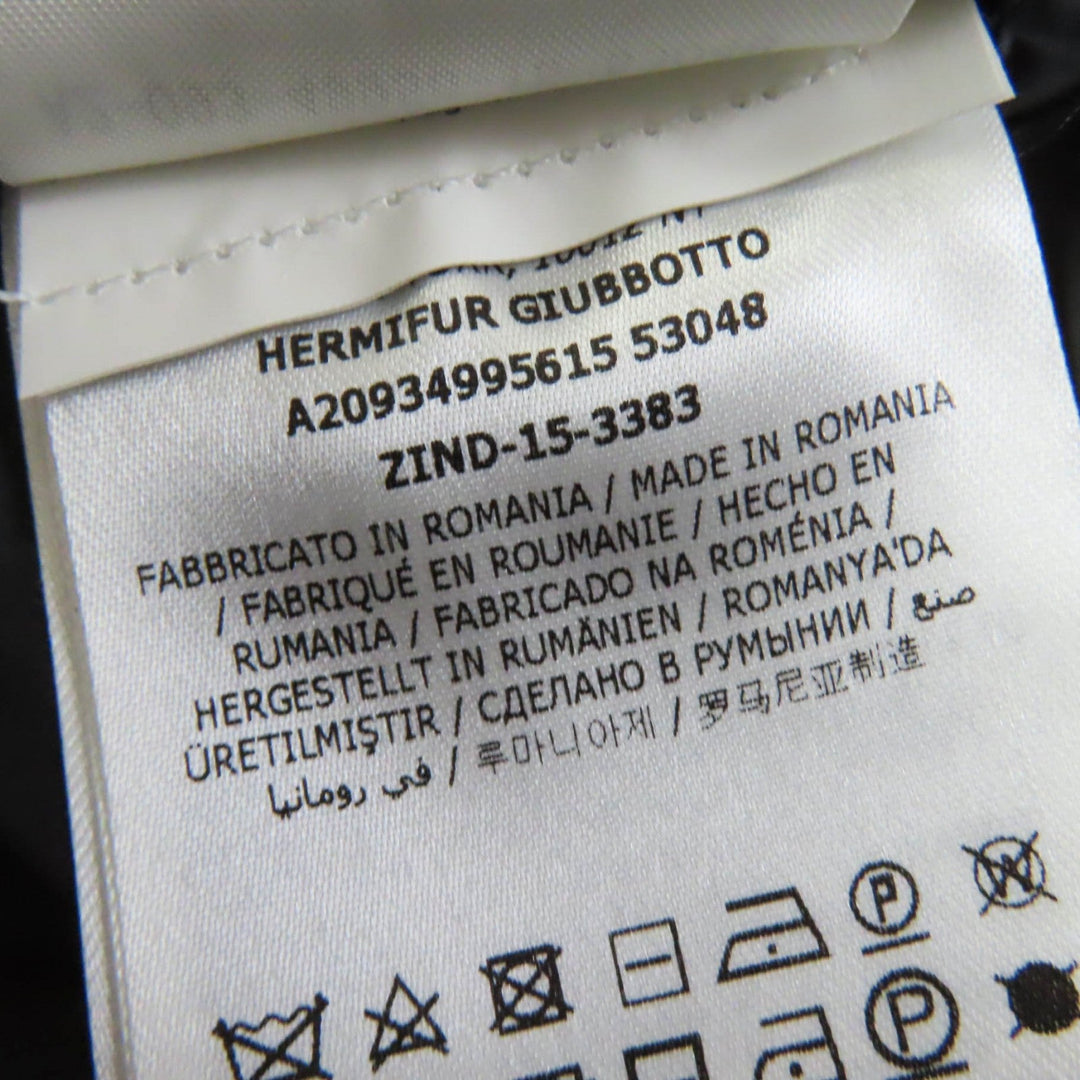 10012 NY
HERMIFUR GIUBBOTTO
A20934995615 53048
ZIND-15-3383
FABBRICATO IN ROMANIA / MADE IN ROMANIA
/ FABRIQUÉ EN ROUMANIE / HECHO EN
RUMANIA / FABRICADO NA ROMÉNIA /
HERGESTELLT IN RUMÄNIEN / ROMANYA'DA
ÜRETILMIŞTIR / СДЕЛАНО В РУМЫНИИ / صنع
في رومانيا / 루마니아제 / 罗马尼亚制造
P W
P